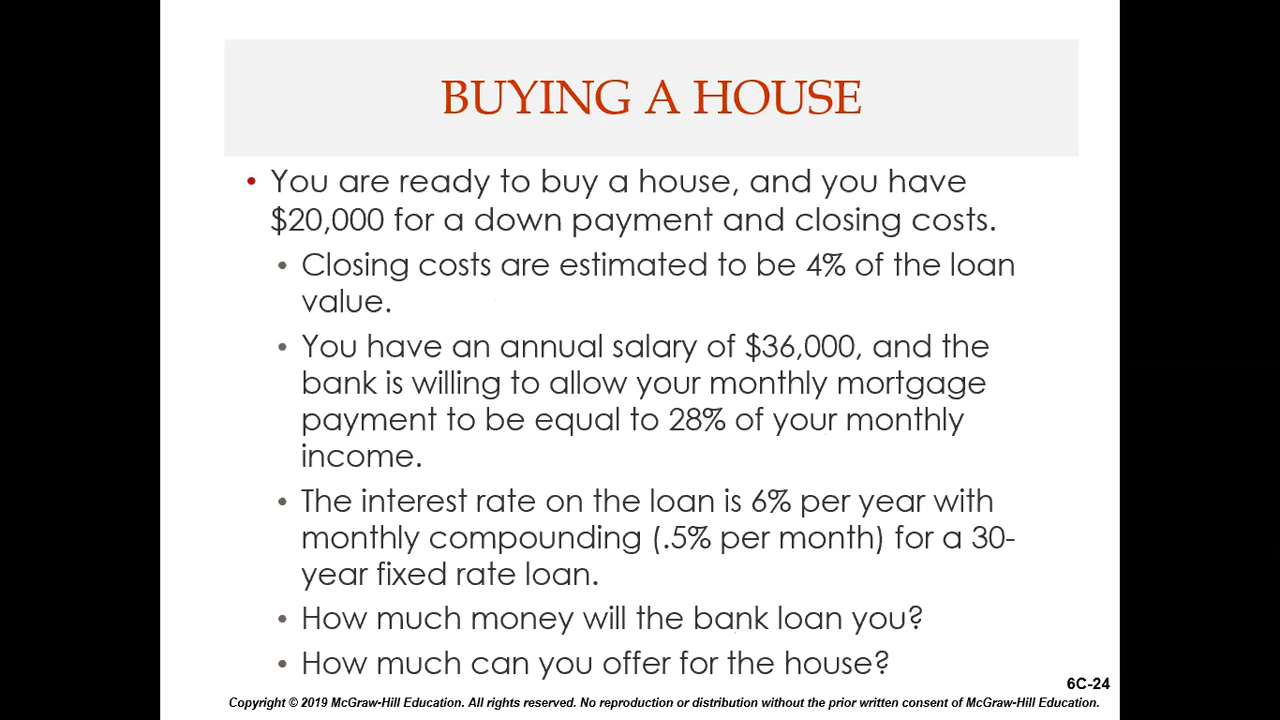 BUYING A HOUSE
• You are ready to buy a house, and you have
$20,000 for a down payment and closing costs.
• Closing costs are estimated to be 4% of the loan
value.
• You have an annual salary of $36,000, and the
bank is willing to allow your monthly mortgage
payment to be equal to 28% of your monthly
income.
• The interest rate on the loan is 6% per year with
monthly compounding (.5% per month) for a 30-
year fixed rate loan.
• How much money will the bank loan you?
• How much can you offer for the house?
6C-24
Copyright © 2019 McGraw-Hill Education. All rights reserved. No reproduction or distribution without the prior written consent of McGraw-Hill Education.